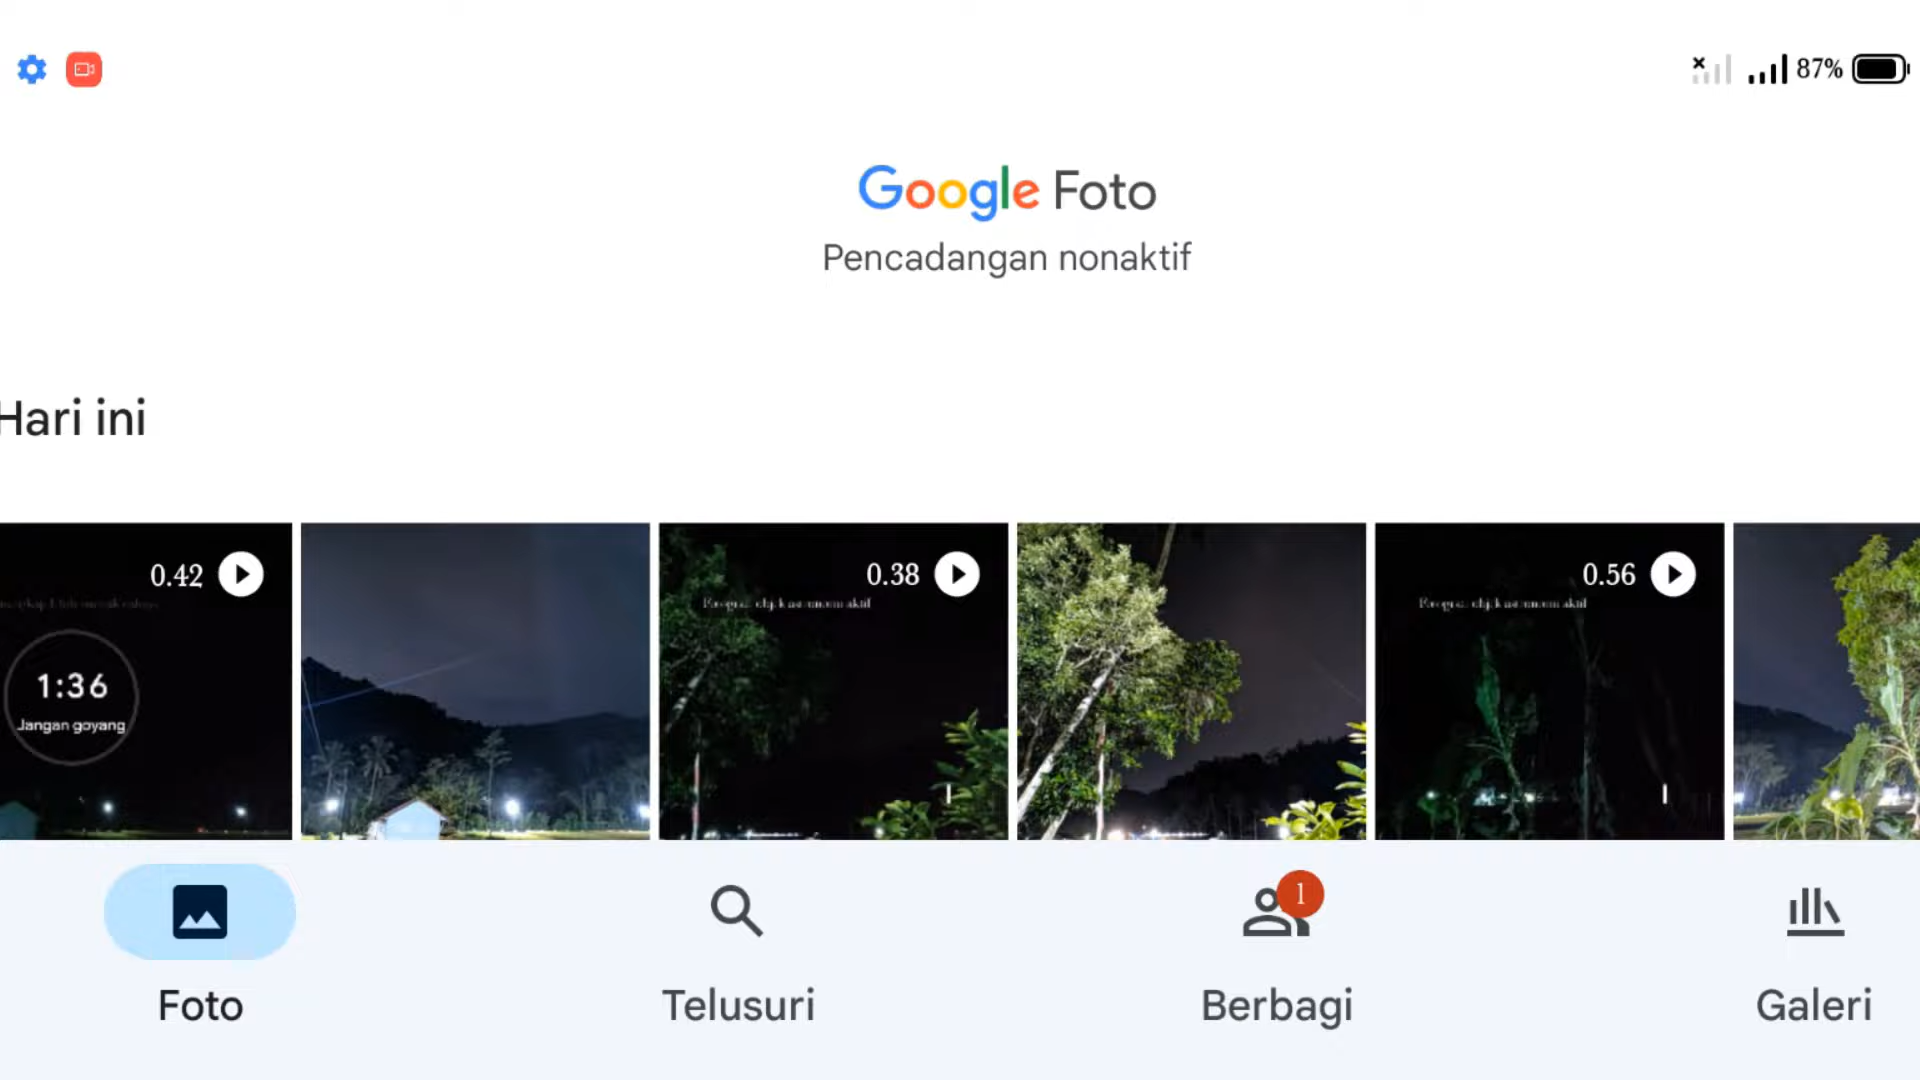 87%
Google Foto
Pencadangan nonaktif
Hari ini
0.42
0.38
0.56
1:36
Jangan goyang
1
Foto
Telusuri
Berbagi
Galeri